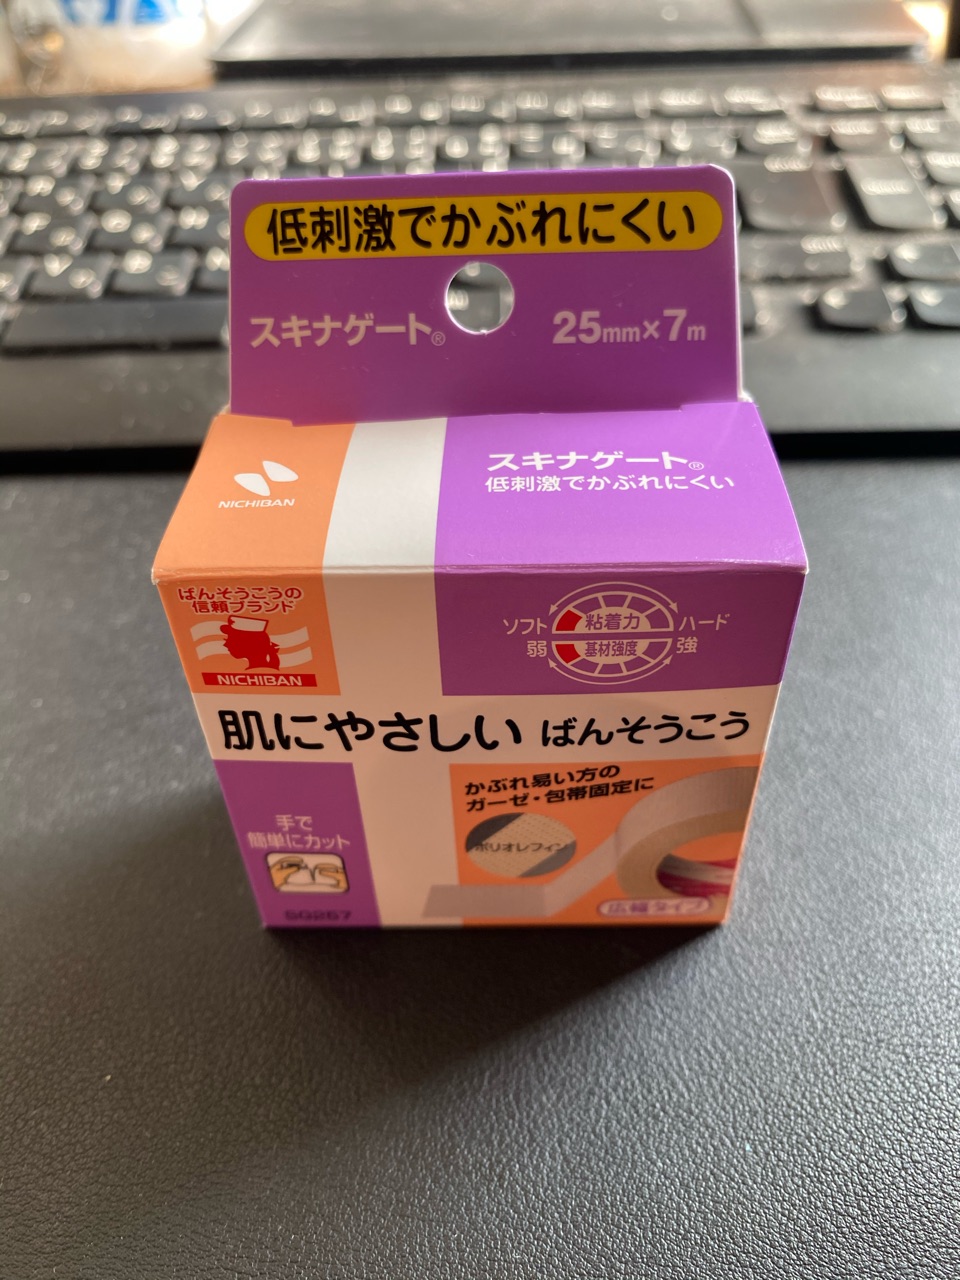 低刺激でかぶれにくい
スキナゲート®
25mm×7m
NICHIBAN
スキナゲート®
低刺激でかぶれにくい
ばんそうこうの
信頼ブランド
NICHIBAN
ソフト 粘着力 ハード
弱 基材強度 強
肌にやさしい ばんそうこう
かぶれ易い方の
ガーゼ・包帯固定に
ポリオレフィン
手で
簡単にカット
SG257
広幅タイプ